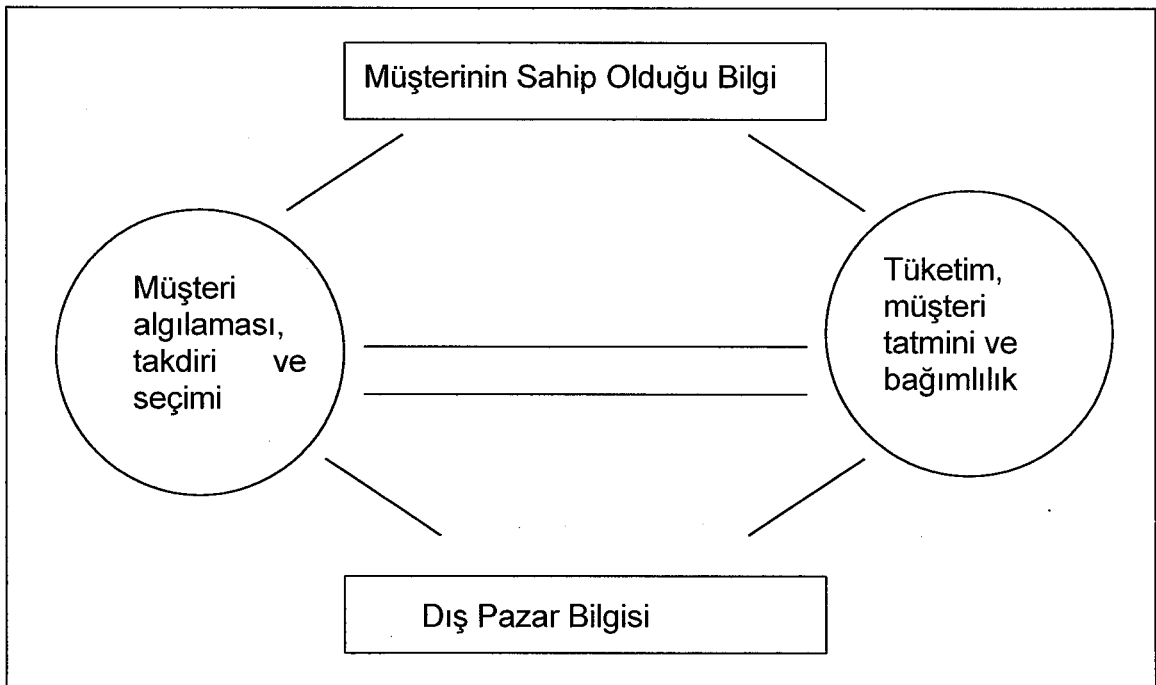 Müşterinin Sahip Olduğu Bilgi
Müşteri
algılaması,
takdiri ve
seçimi
Tüketim,
müşteri
tatmini ve
bağımlılık
Dış Pazar Bilgisi